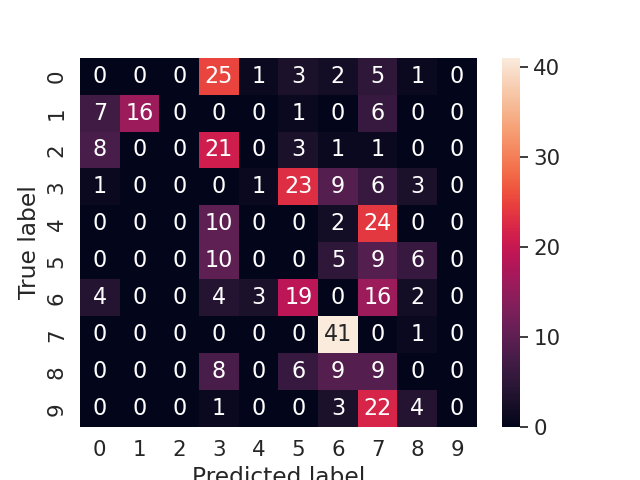 0 0 0 0 25 1 3 2 5 1 0
1 7 16 0 0 0 1 0 6 0 0
2 8 0 0 21 0 3 1 1 0 0
3 1 0 0 0 1 23 9 6 3 0
4 0 0 0 10 0 0 2 24 0 0
5 0 0 0 10 0 0 5 9 6 0
6 4 0 0 4 3 19 0 16 2 0
7 0 0 0 0 0 0 41 0 1 0
8 0 0 0 8 0 6 9 9 0 0
9 0 0 0 1 0 0 3 22 4 0
0 1 2 3 4 5 6 7 8 9
Predicted label
True label
40
30
20
10
0